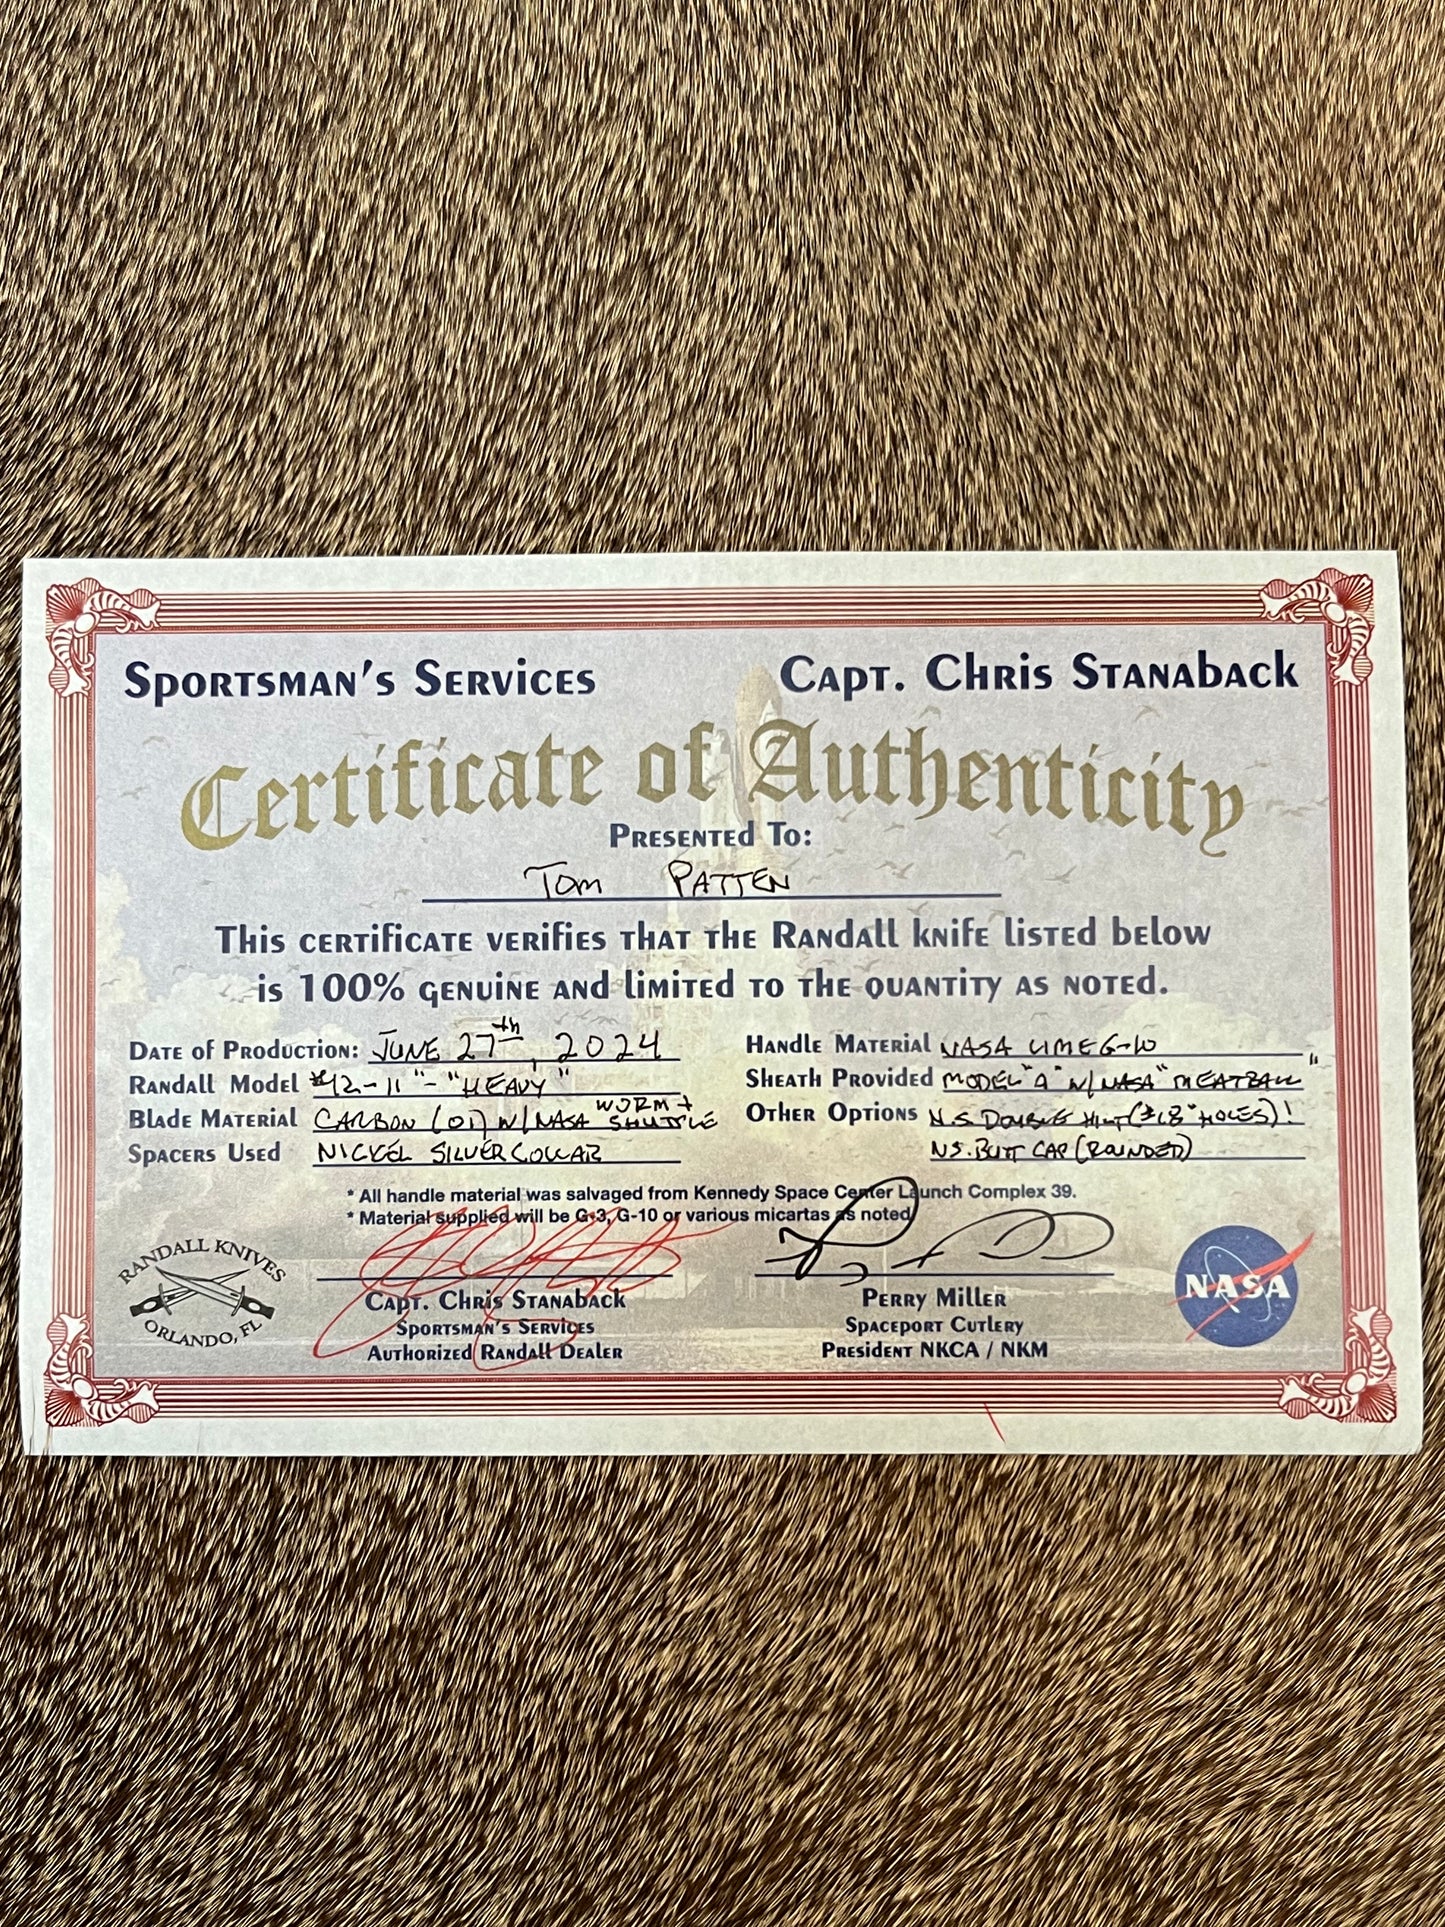 Sportsman's Services
Capt. Chris Stanaback
Certificate of Authenticity
Presented To:
Tom Patten
This certificate verifies that the Randall knife listed below
is 100% genuine and limited to the quantity as noted.
Date of Production: June 27th, 2024
Randall Model #12-11"-"HEAVY"
Blade Material CARBON (01) W/NASA WORM + SHUTTLE
Spacers Used NICKEL SILVER COLLAR
Handle Material NASA LIME G-10
Sheath Provided MODEL "A" W/NASA "MEATBALL"
Other Options N.S. DOUBLE HILT (#18 "HOLES)!
N.S. BUTT CAP (ROUNDED)
* All handle material was salvaged from Kennedy Space Center Launch Complex 39.
* Material supplied will be G-3, G-10 or various micartas as noted
RANDALL KNIVES
ORLANDO, FL
Capt. Chris Stanaback
Sportsman's Services
Authorized Randall Dealer
Perry Miller
Spaceport Cutlery
President NKCA / NKM
NASA